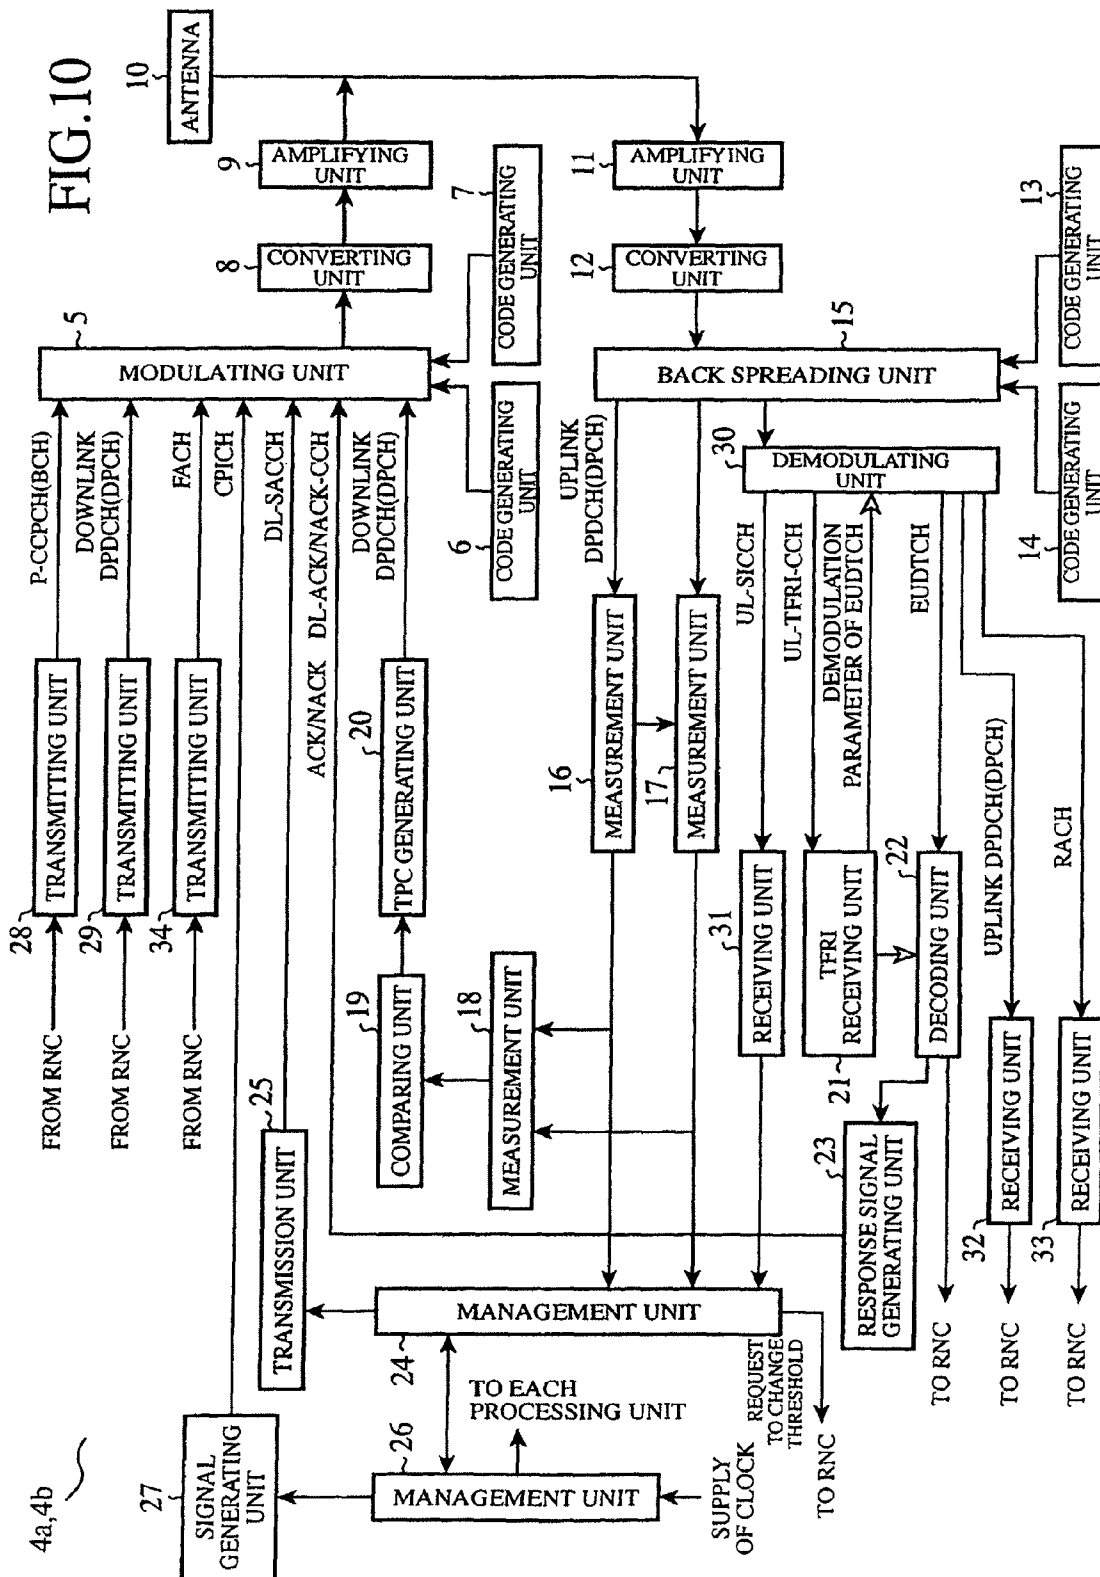 FIG.10
4a,4b
10
ANTENNA
9
AMPLIFYING
UNIT
8
CONVERTING
UNIT
7
CODE GENERATING
UNIT
5
MODULATING UNIT
6
CODE GENERATING
UNIT
11
AMPLIFYING
UNIT
12
CONVERTING
UNIT
13
CODE GENERATING
UNIT
15
BACK SPREADING UNIT
14
CODE GENERATING
UNIT
30
DEMODULATING
UNIT
P-CCPCH(BCH)
DOWNLINK
DPDCH(DPCH)
FACH
CPICH
DL-SACCH
ACK/NACK DL-ACK/NACK-CCH
DOWNLINK
DPDCH(DPCH)
UPLINK
DPDCH(DPCH)
UL-SICCH
UL-TFRI-CCH
DEMODULATION
PARAMETER OF EUDTCH
EUDTCH
UPLINK DPDCH(DPCH)
RACH
28
TRANSMITTING UNIT
29
TRANSMITTING UNIT
34
TRANSMITTING UNIT
20
TPC GENERATING UNIT
16
MEASUREMENT UNIT
17
MEASUREMENT UNIT
FROM RNC
FROM RNC
FROM RNC
19
COMPARING UNIT
18
MEASUREMENT UNIT
31
RECEIVING UNIT
TFRI
RECEIVING UNIT
21
22
DECODING UNIT
32
RECEIVING UNIT
33
RECEIVING UNIT
25
TRANSMISSION UNIT
23
RESPONSE SIGNAL
GENERATING UNIT
24
MANAGEMENT UNIT
TO RNC
TO RNC
TO RNC
27
SIGNAL
GENERATING
UNIT
26
MANAGEMENT UNIT
TO EACH
PROCESSING UNIT
SUPPLY
OF CLOCK
REQUEST
TO CHANGE
THRESHOLD
TO RNC